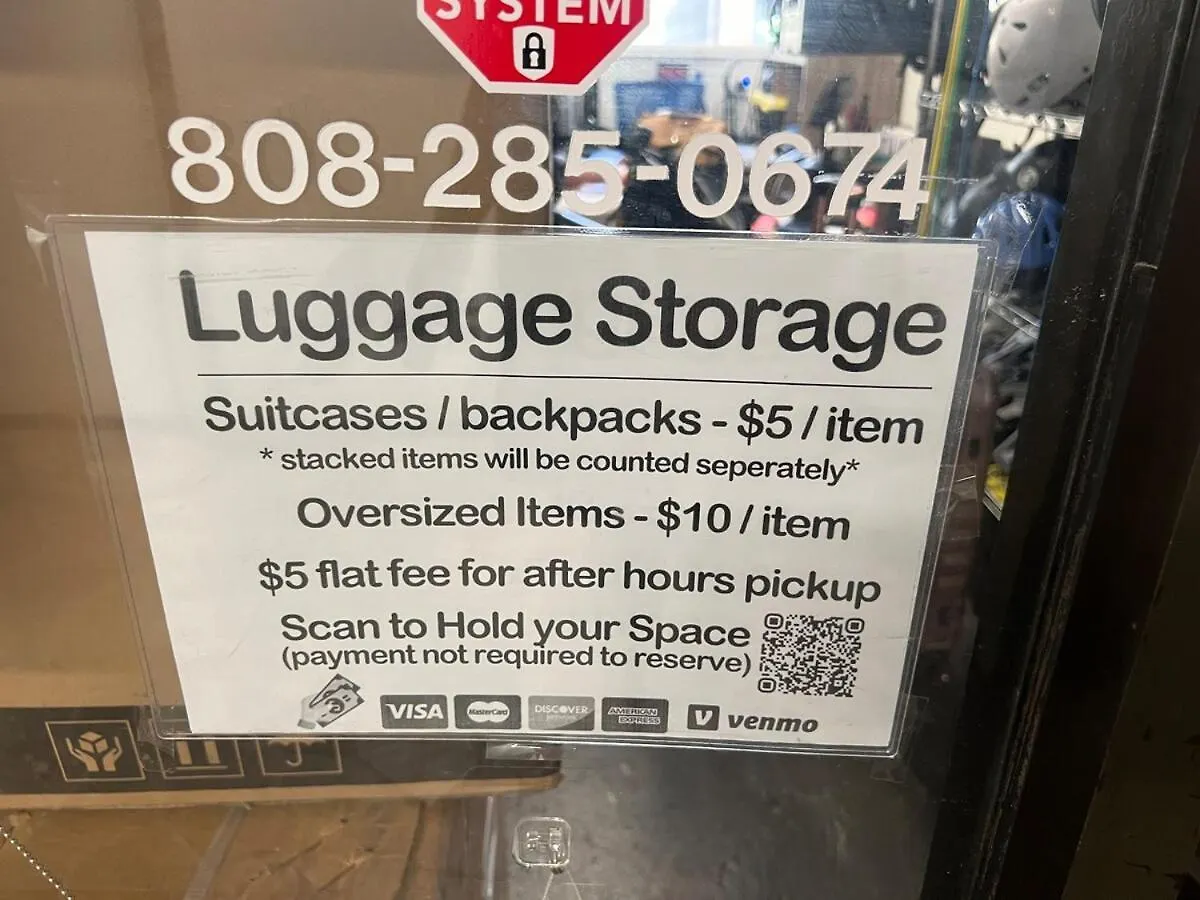 SYSTEM
808-285-0674
Luggage Storage
Suitcases / backpacks - $5 / item
* stacked items will be counted seperately*
Oversized Items - $10 / item
$5 flat fee for after hours pickup
Scan to Hold your Space
(payment not required to reserve)
VISA MasterCard DISCOVER AMERICAN EXPRESS V venmo